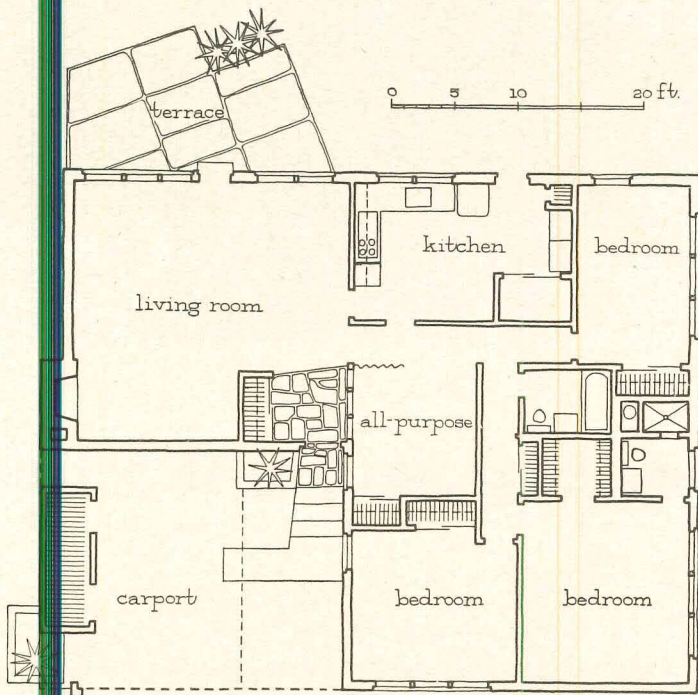 terrace
0 5 10 20 ft.
kitchen
bedroom
living room
all-purpose
carport
bedroom
bedroom